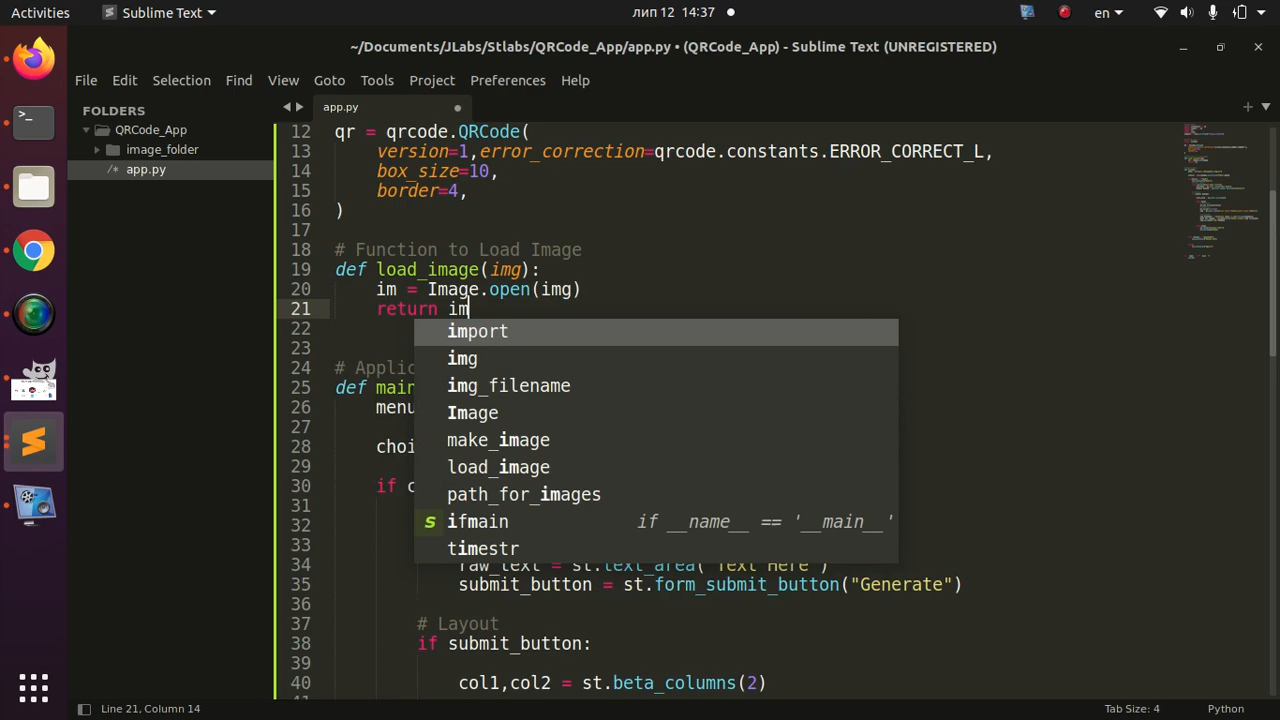 Activities
Sublime Text
лип 12 14:37
en
~/Documents/JLabs/Stlabs/QRCode_App/app.py • (QRCode_App) - Sublime Text (UNREGISTERED)
File Edit Selection Find View Goto Tools Project Preferences Help
FOLDERS
QRCode_App
image_folder
/* app.py
app.py
12 qr = qrcode.QRCode(
13 version=1,error_correction=qrcode.constants.ERROR_CORRECT_L,
14 box_size=10,
15 border=4,
16 )
17
18 # Function to Load Image
19 def load_image(img):
20 im = Image.open(img)
21 return im
22
23
24 # Applic
25 def main
26 menu
27
28 choi
29
30 if c
31
32
33
34 raw_text = st.text_area("Text Here")
35 submit_button = st.form_submit_button("Generate")
36
37 # Layout
38 if submit_button:
39
40 col1,col2 = st.beta_columns(2)
import
img
img_filename
Image
make_image
load_image
path_for_images
s ifmain if __name__ == '__main__'
timestr
Line 21, Column 14
Tab Size: 4
Python